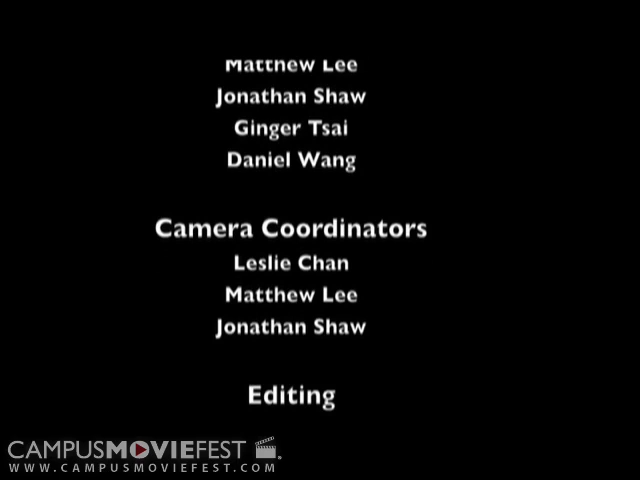 Matthew Lee
Jonathan Shaw
Ginger Tsai
Daniel Wang
Camera Coordinators
Leslie Chan
Matthew Lee
Jonathan Shaw
Editing
CAMPUSMOVIEFEST
WWW.CAMPUSMOVIEFEST.COM